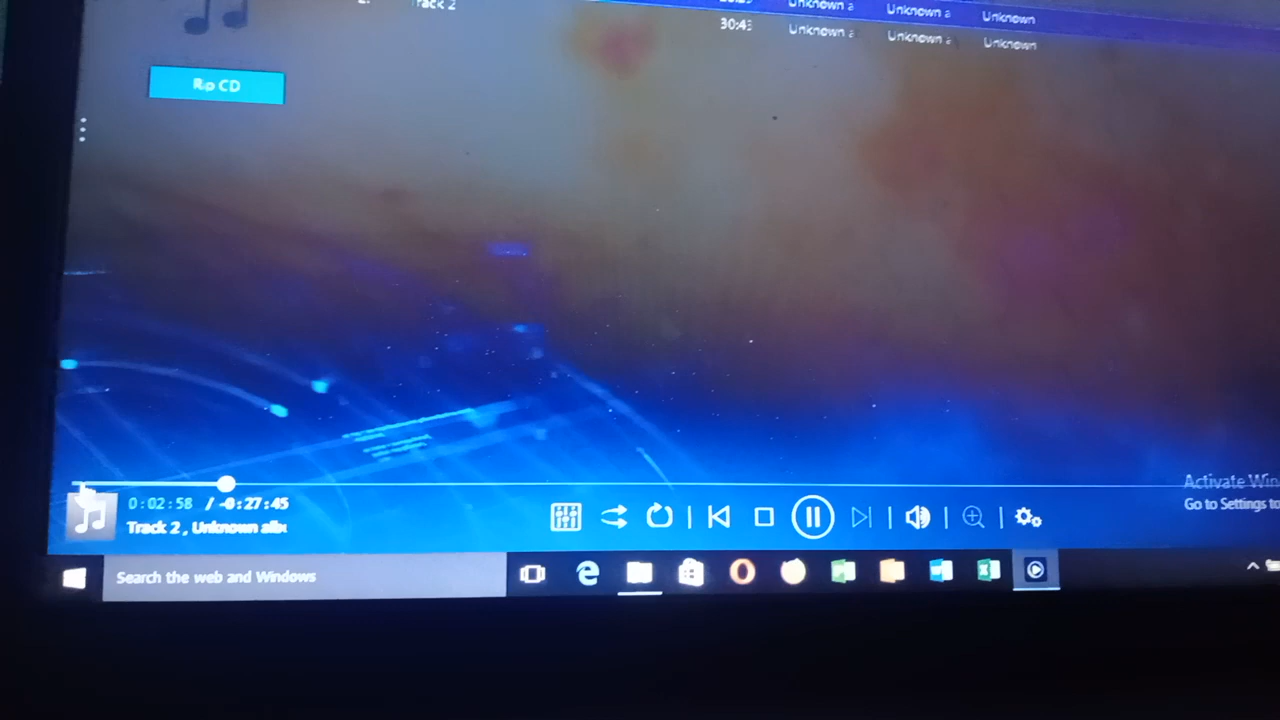 Track 2
Unknown a Unknown a Unknown
30:43 Unknown a Unknown a Unknown
Rip CD
0:02:58 / -0:27:45
Track 2 , Unknown alb
Activate Win
Go to Settings to
Search the web and Windows